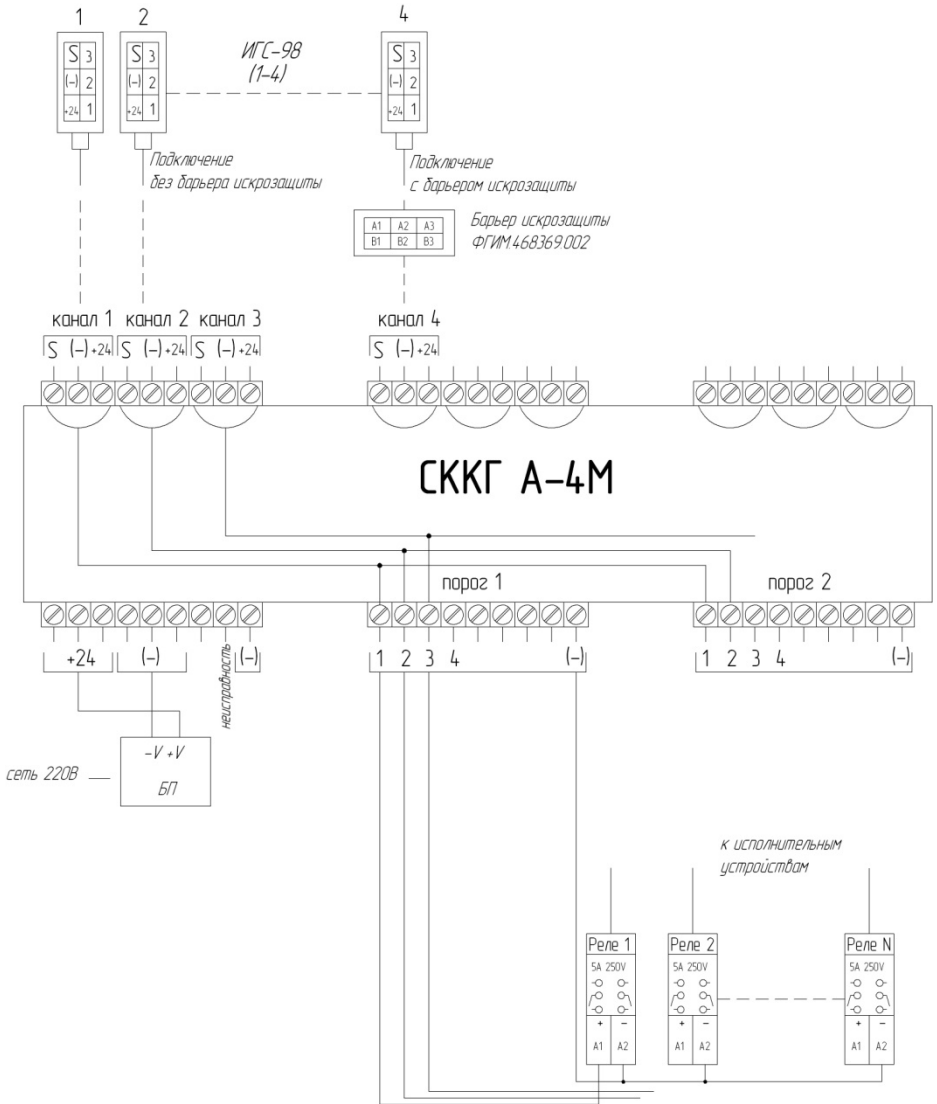 1 2 4
S 3 S 3 S 3
(-) 2 (-) 2 (-) 2
+24 1 +24 1 +24 1
ИГС-98
(1-4)
Подключение
без барьера искрозащиты
Подключение
с барьером искрозащиты
A1 A2 A3
B1 B2 B3
Барьер искрозащиты
ФГИМ.468369.002
канал 1 канал 2 канал 3 канал 4
S (-) +24 S (-) +24 S (-) +24 S (-) +24
СККГ А-4М
порог 1 порог 2
+24 (-) неисправность (-)
1 2 3 4 (-)
1 2 3 4 (-)
-V +V
БП
сеть 220В
к исполнительным
устройствам
Реле 1 Реле 2 Реле N
5А 250V 5А 250V 5А 250V
+ - + - + -
A1 A2 A1 A2 A1 A2